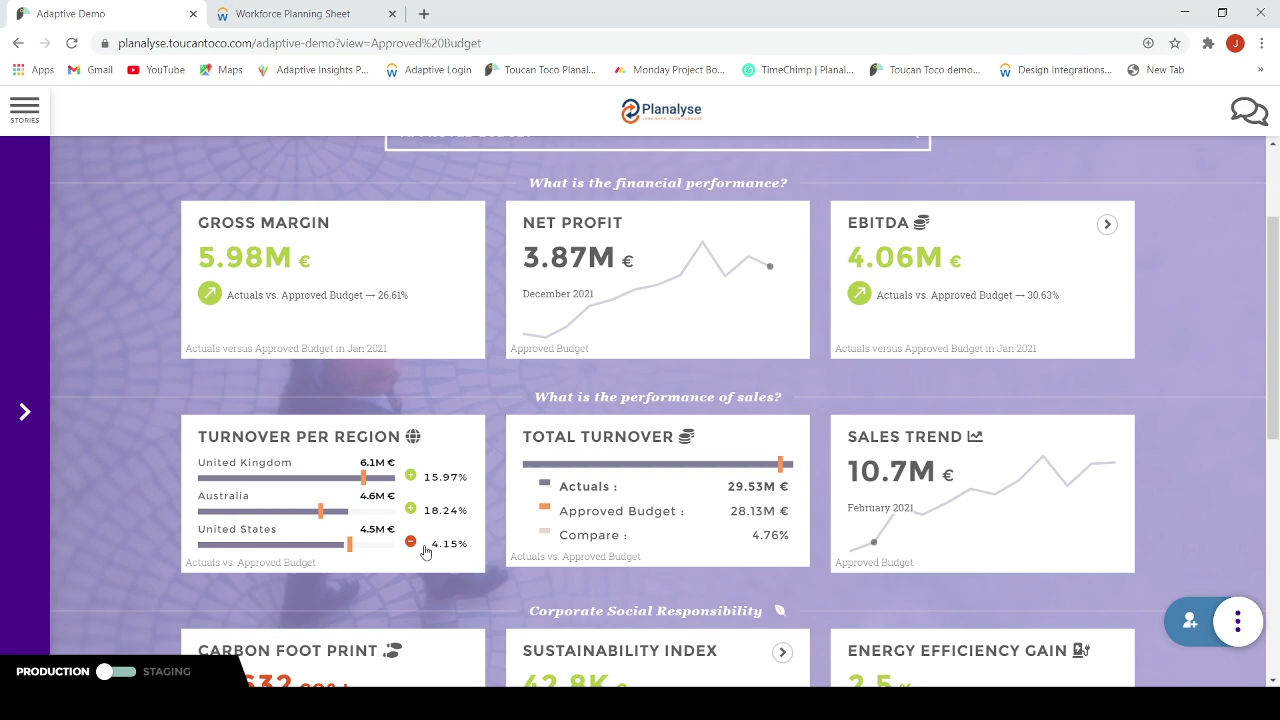 Adaptive Demo
Workforce Planning Sheet
planalyse.toucantoco.com/adaptive-demo?view=Approved%20Budget
J
Apps
Gmail
YouTube
Maps
Adaptive Insights P...
Adaptive Login
Toucan Toco Planal...
Monday Project Bo...
TimeChimp | Planal...
Toucan Toco demo...
Design Integrations...
New Tab
»
STORIES
Planalyse
What is the financial performance?
GROSS MARGIN
5.98M €
Actuals vs. Approved Budget → 26.61%
Actuals versus Approved Budget in Jan 2021
NET PROFIT
3.87M €
December 2021
Approved Budget
EBITDA
4.06M €
Actuals vs. Approved Budget → 30.63%
Actuals versus Approved Budget in Jan 2021
What is the performance of sales?
TURNOVER PER REGION
United Kingdom 6.1M €
15.97%
Australia 4.6M €
18.24%
United States 4.5M €
4.15%
Actuals vs. Approved Budget
TOTAL TURNOVER
Actuals : 29.53M €
Approved Budget : 28.13M €
Compare : 4.76%
Actuals vs. Approved Budget
SALES TREND
10.7M €
February 2021
Approved Budget
Corporate Social Responsibility
CARBON FOOT PRINT
SUSTAINABILITY INDEX
42.8K €
ENERGY EFFICIENCY GAIN
2.5 %
PRODUCTION STAGING